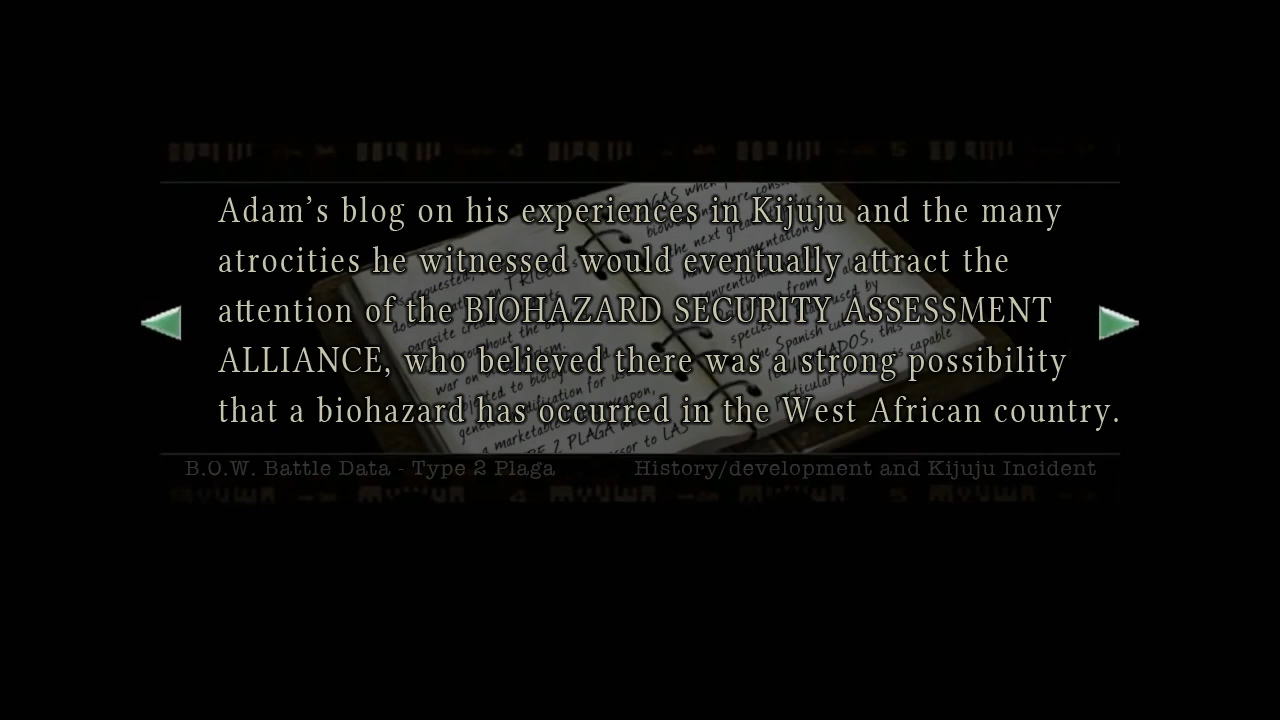 Adam's blog on his experiences in Kijuju and the many
atrocities he witnessed would eventually attract the
attention of the BIOHAZARD SECURITY ASSESSMENT
ALLIANCE, who believed there was a strong possibility
that a biohazard has occurred in the West African country.
B.O.W. Battle Data - Type 2 Plaga
History/development and Kijuju Incident